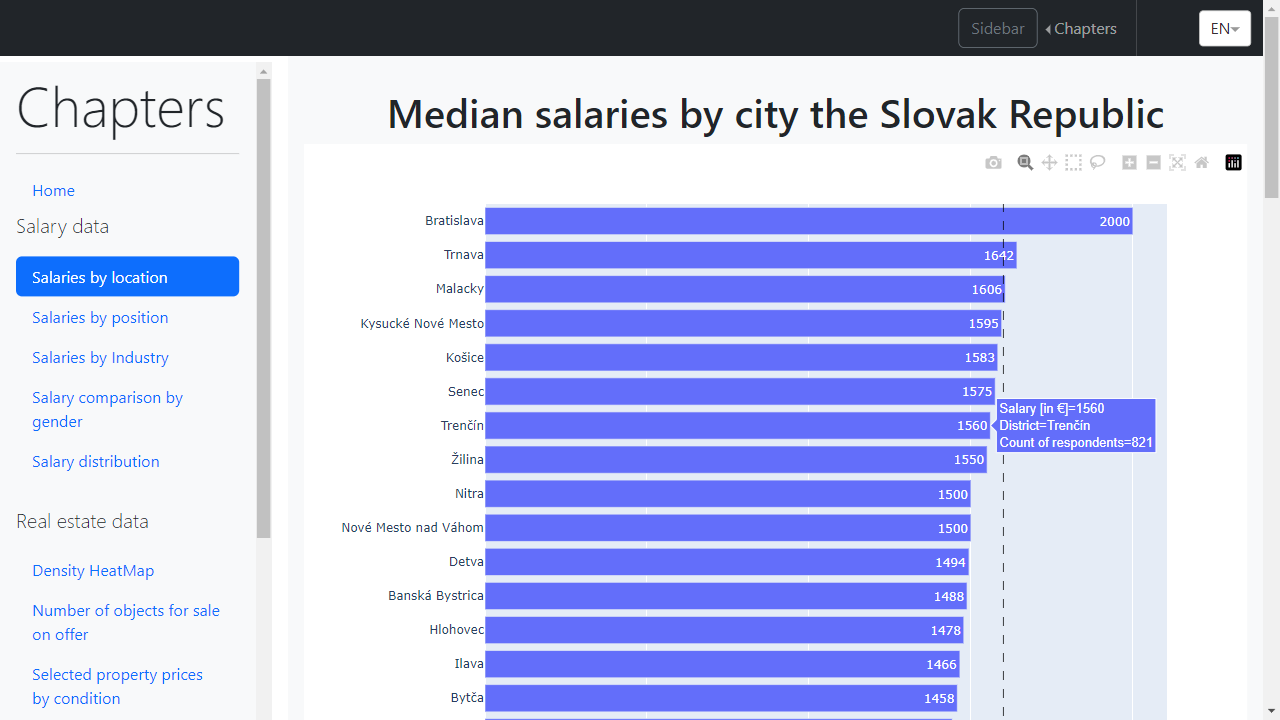 Sidebar
Chapters
EN
Chapters
Home
Salary data
Salaries by location
Salaries by position
Salaries by Industry
Salary comparison by
gender
Salary distribution
Real estate data
Density HeatMap
Number of objects for sale
on offer
Selected property prices
by condition
Median salaries by city the Slovak Republic
Bratislava 2000
Trnava 1642
Malacky 1606
Kysucké Nové Mesto 1595
Košice 1583
Senec 1575
Trenčín 1560
Salary [in €]=1560
District=Trenčín
Count of respondents=821
Žilina 1550
Nitra 1500
Nové Mesto nad Váhom 1500
Detva 1494
Banská Bystrica 1488
Hlohovec 1478
Ilava 1466
Bytča 1458